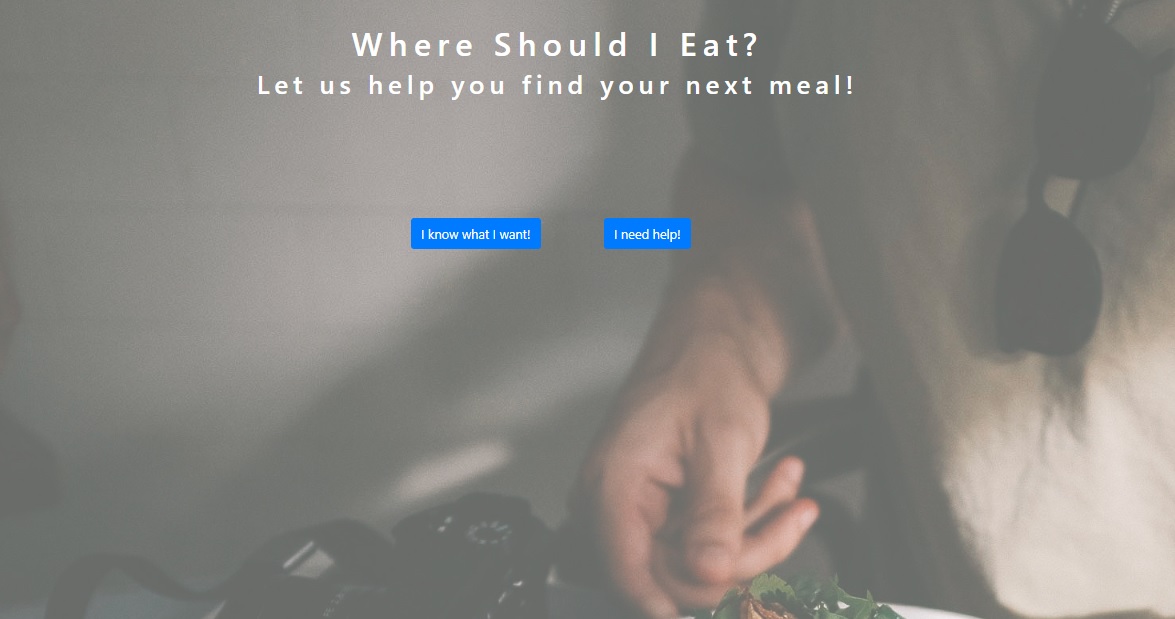 Where Should I Eat?
Let us help you find your next meal!
I know what I want!
I need help!